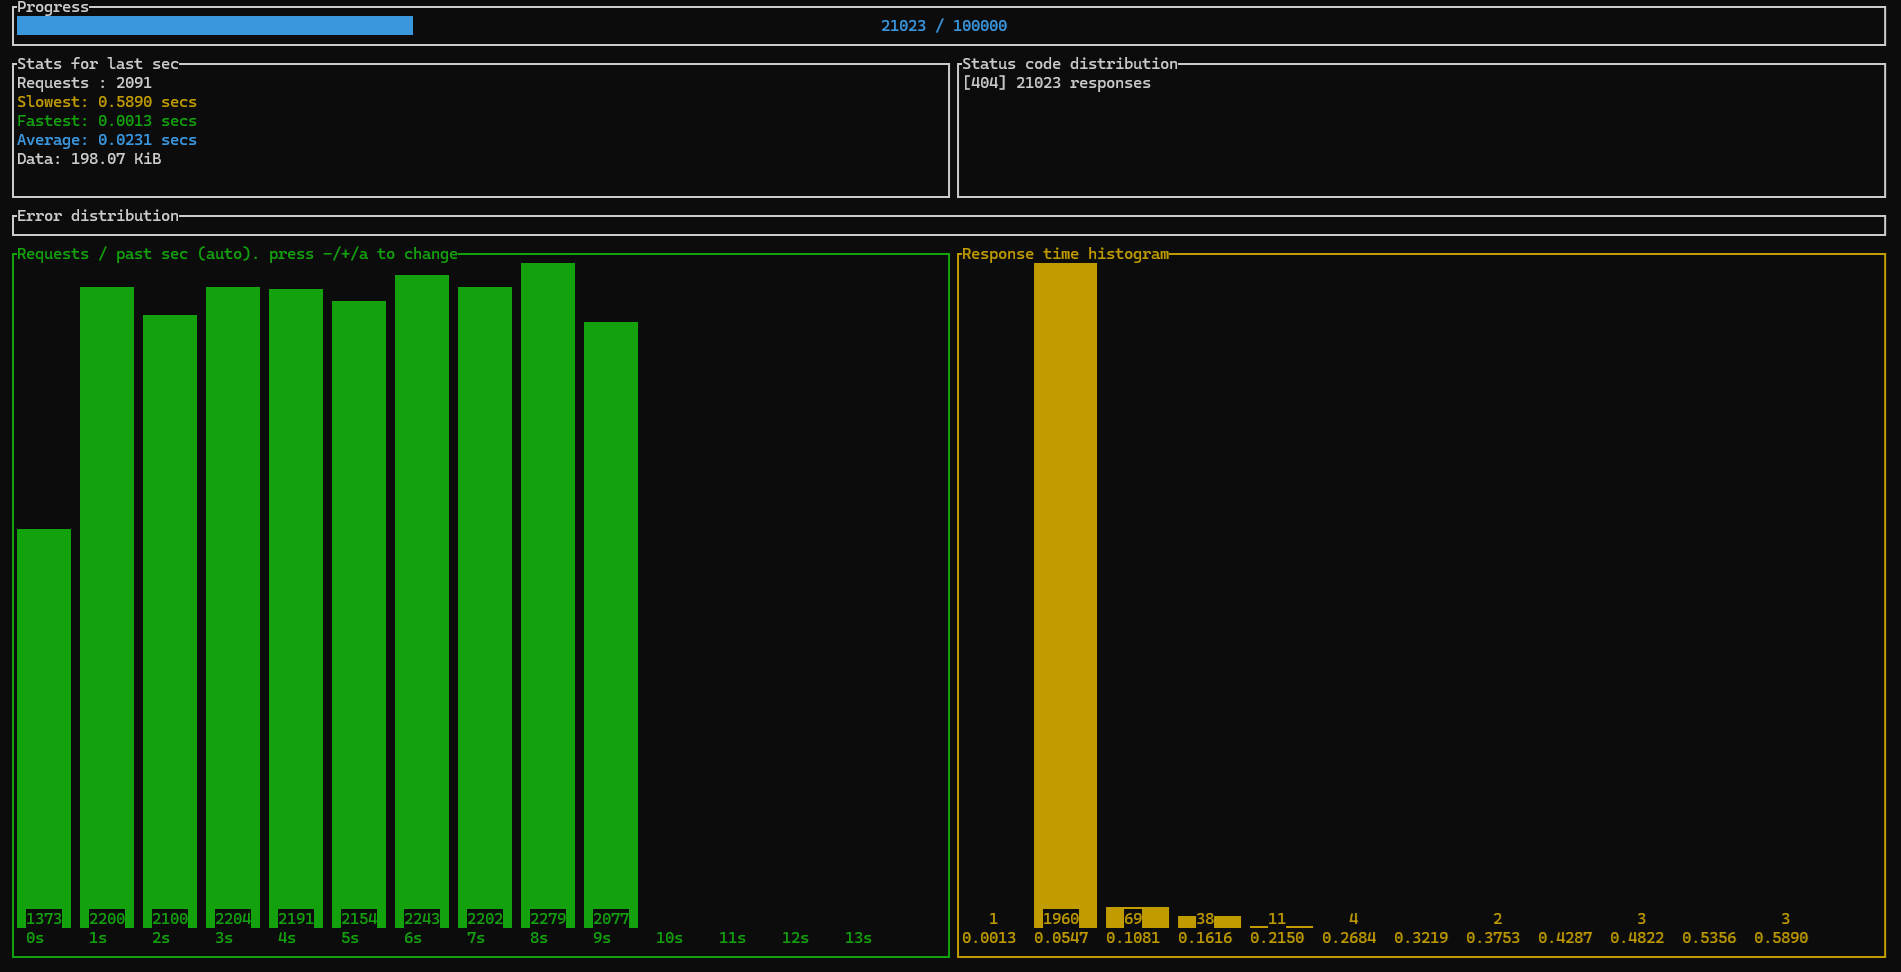 Progress
21023 / 100000
Stats for last sec
Requests : 2091
Slowest: 0.5890 secs
Fastest: 0.0013 secs
Average: 0.0231 secs
Data: 198.07 KiB
Status code distribution
[404] 21023 responses
Error distribution
Requests / past sec (auto). press -/+/a to change
1373 2200 2100 2204 2191 2154 2243 2202 2279 2077
0s 1s 2s 3s 4s 5s 6s 7s 8s 9s 10s 11s 12s 13s
Response time histogram
1 1960 69 38 11 4 2 3 3
0.0013 0.0547 0.1081 0.1616 0.2150 0.2684 0.3219 0.3753 0.4287 0.4822 0.5356 0.5890